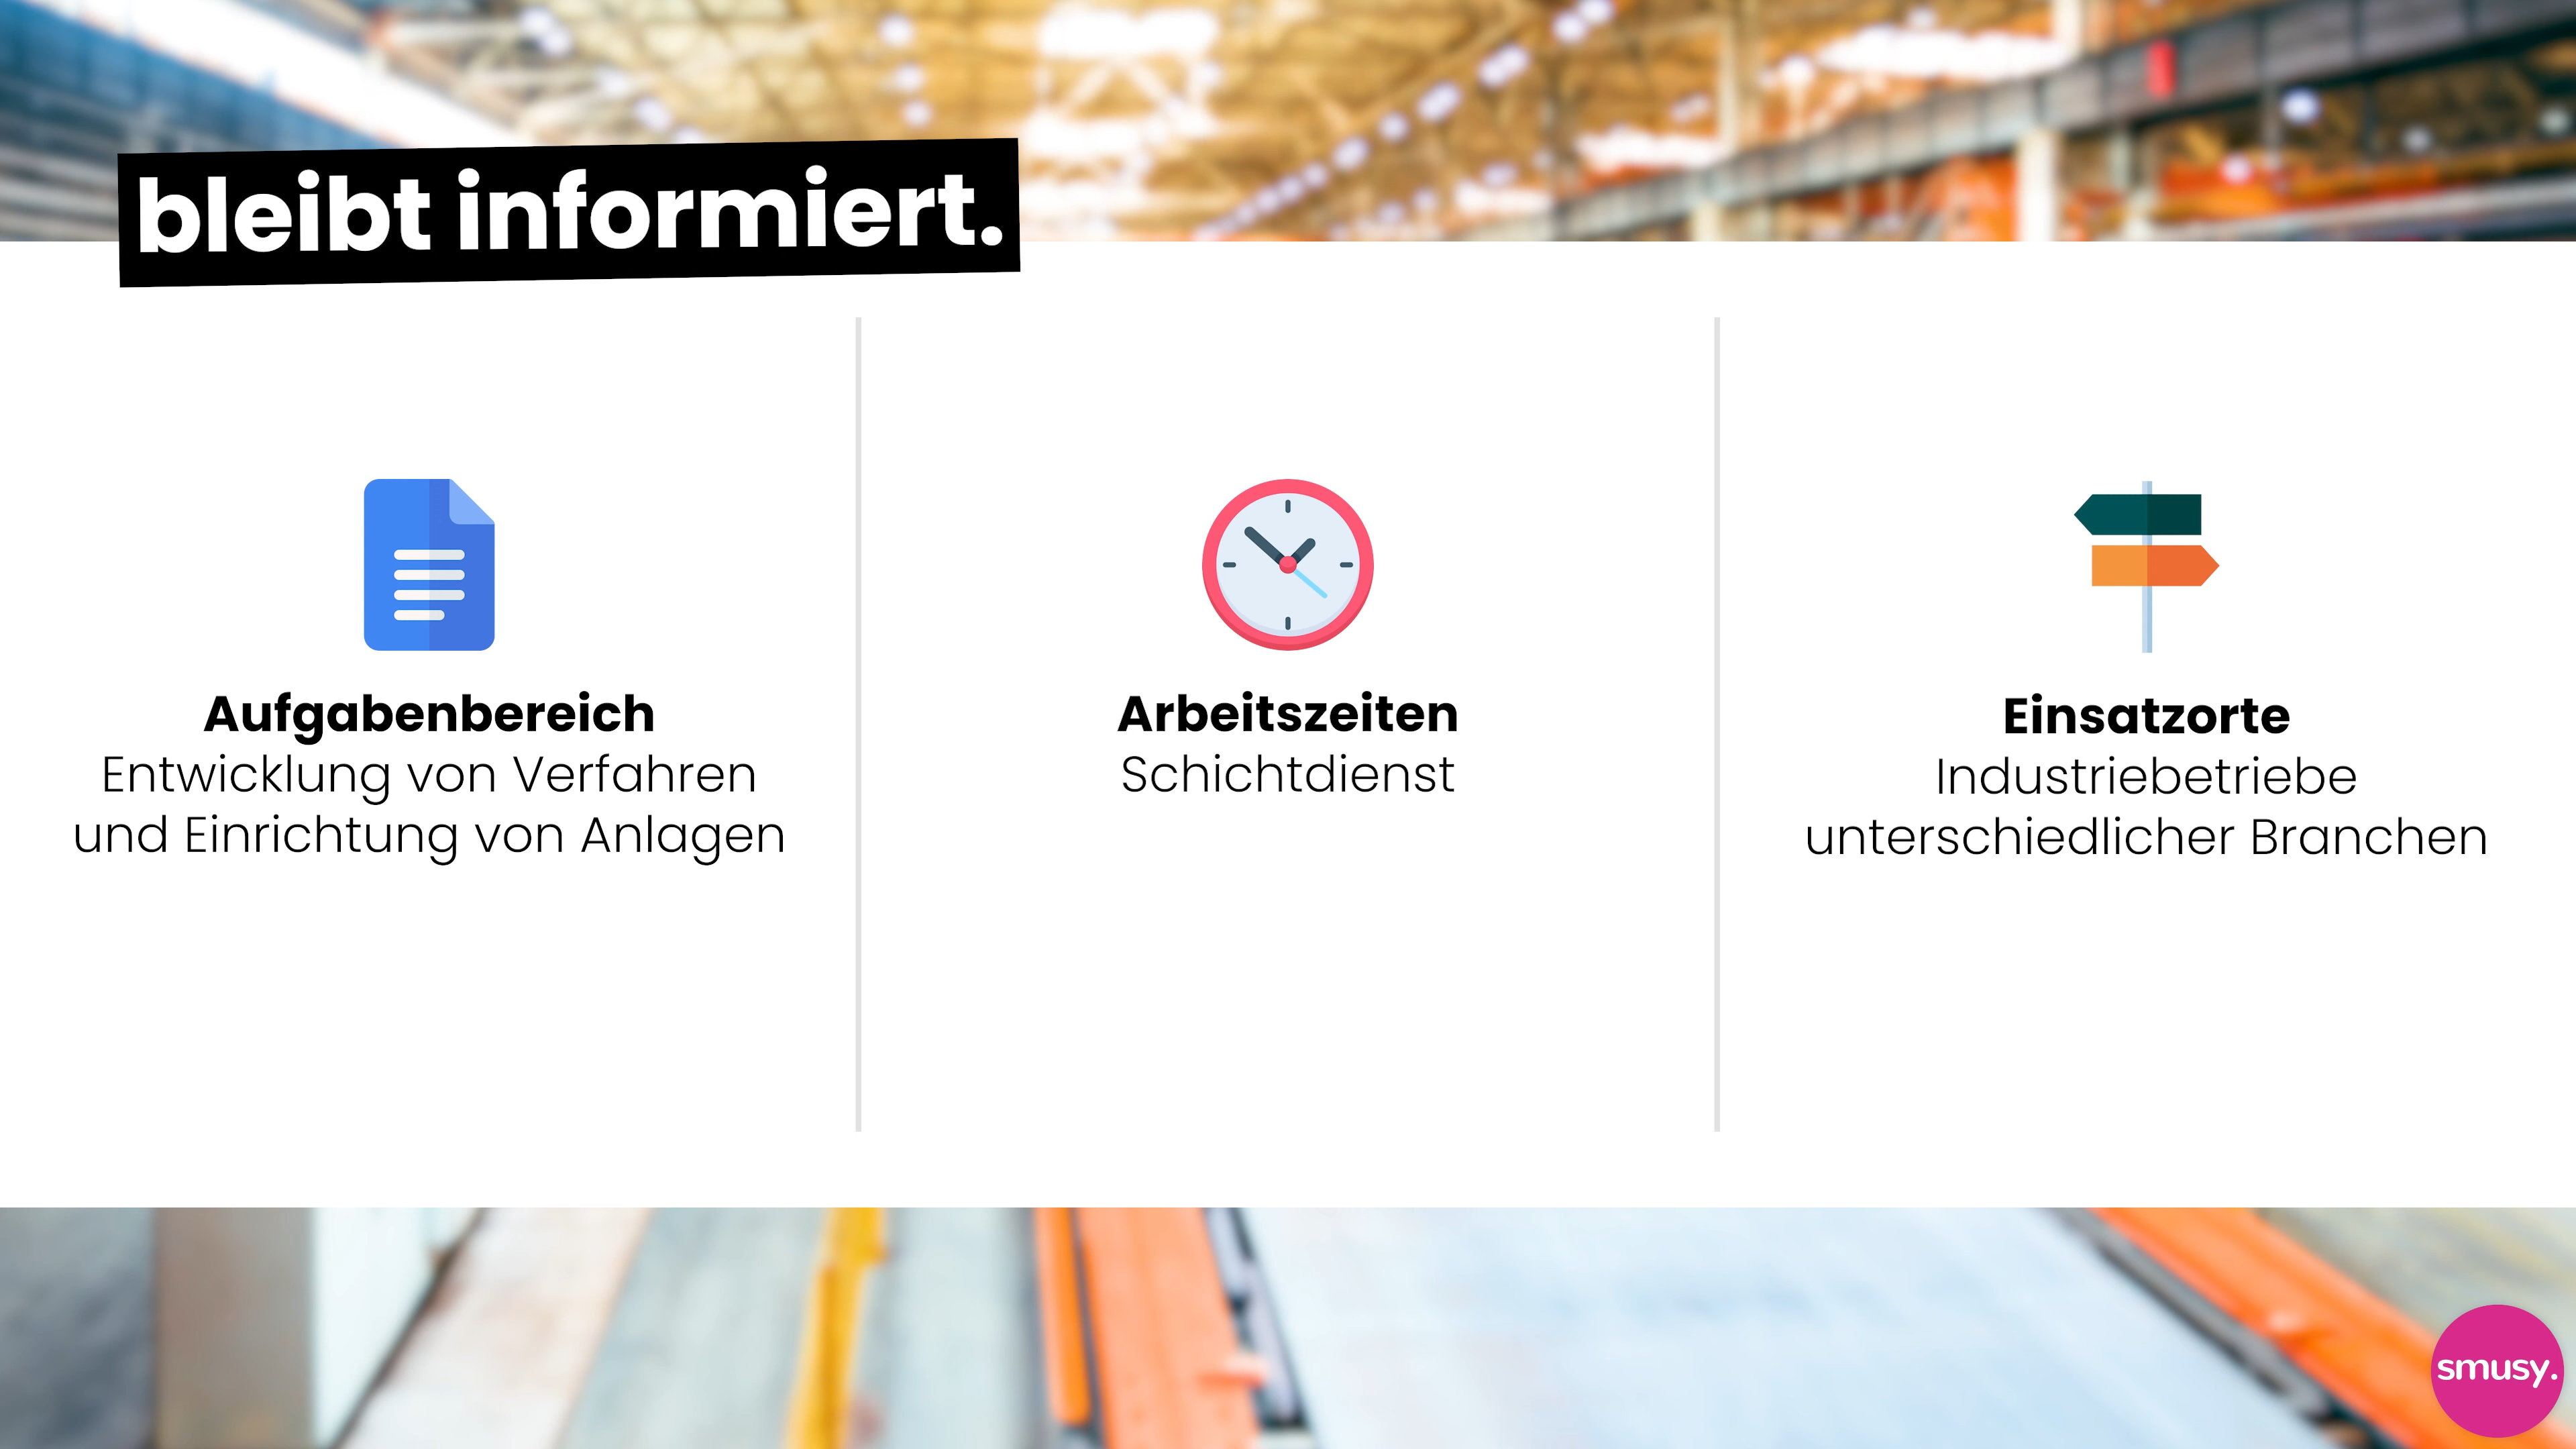 bleibt informiert.
Aufgabenbereich
Entwicklung von Verfahren
und Einrichtung von Anlagen
Arbeitszeiten
Schichtdienst
Einsatzorte
Industriebetriebe
unterschiedlicher Branchen
smusy.